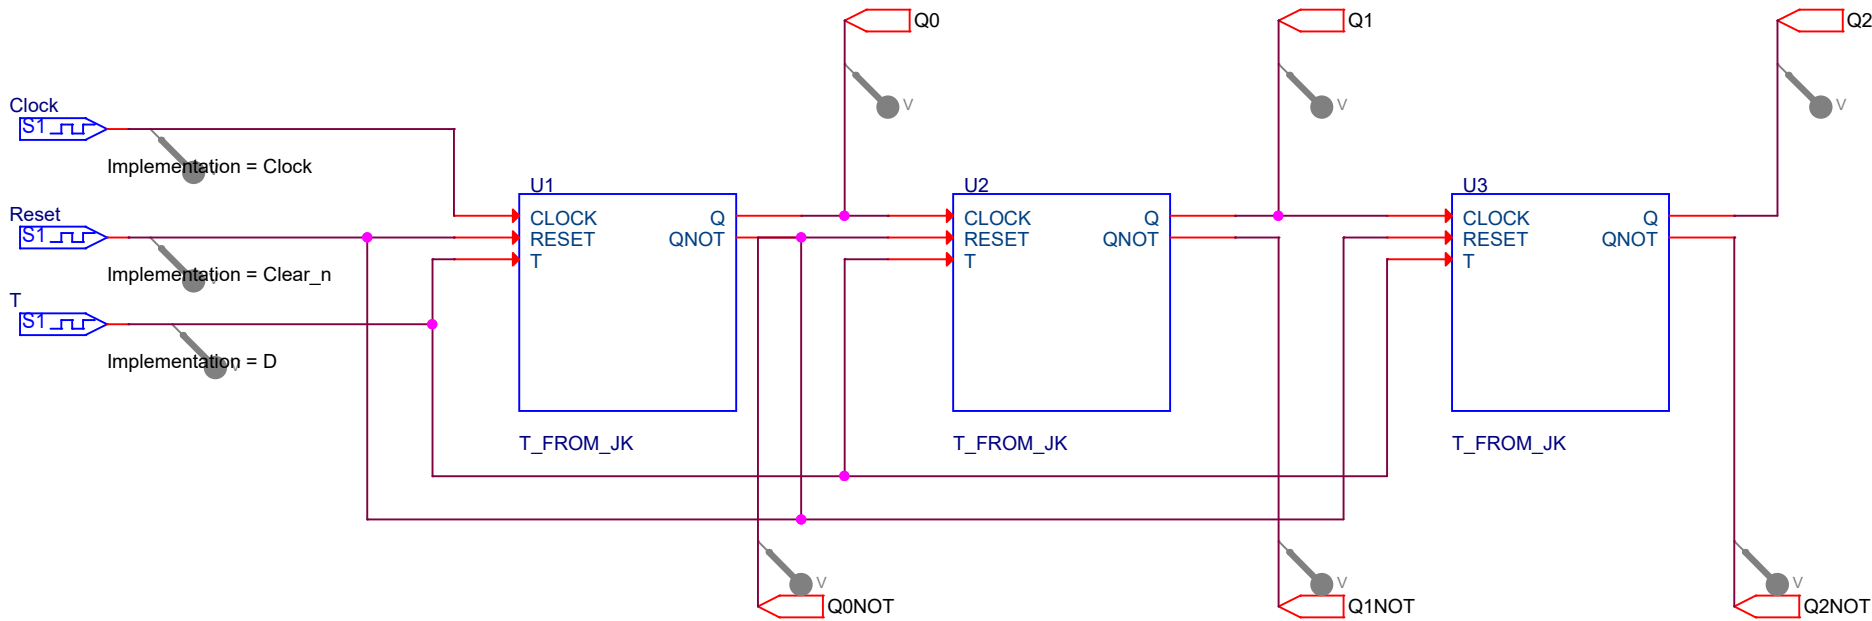 Q0
Q1
Q2
V
V
V
Clock
S1
Implementation = Clock
Reset
S1
Implementation = Clear_n
T
S1
V
Implementation = D
U1
CLOCK
RESET
T
Q
QNOT
T_FROM_JK
U2
CLOCK
RESET
T
Q
QNOT
T_FROM_JK
U3
CLOCK
RESET
T
Q
QNOT
T_FROM_JK
V
V
V
Q0NOT
Q1NOT
Q2NOT